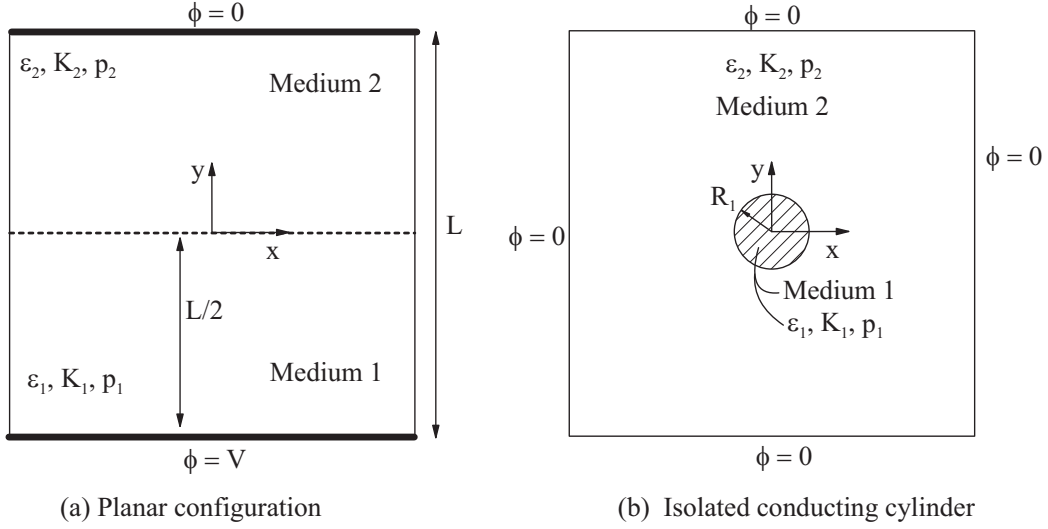 ϕ = 0
ε₂, K₂, p₂
Medium 2
y
x
L
L/2
ε₁, K₁, p₁
Medium 1
ϕ = V
(a) Planar configuration
ϕ = 0
ε₂, K₂, p₂
Medium 2
ϕ = 0
y
R₁
x
ϕ = 0
Medium 1
ε₁, K₁, p₁
ϕ = 0
(b) Isolated conducting cylinder